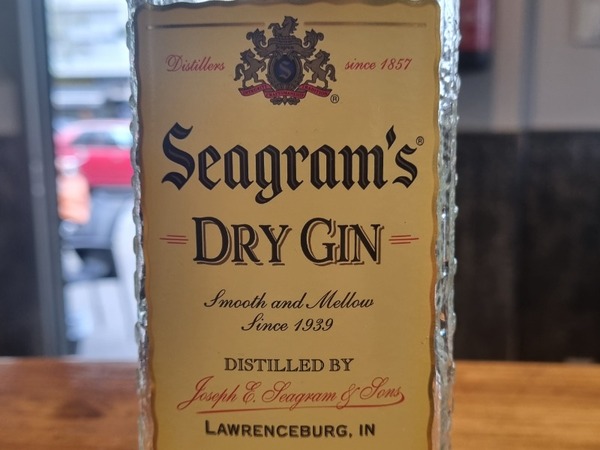 Distillers since 1857
S
®
Seagram's®
DRY GIN
Smooth and Mellow
Since 1939
DISTILLED BY
Joseph E. Seagram & Sons
LAWRENCEBURG, IN